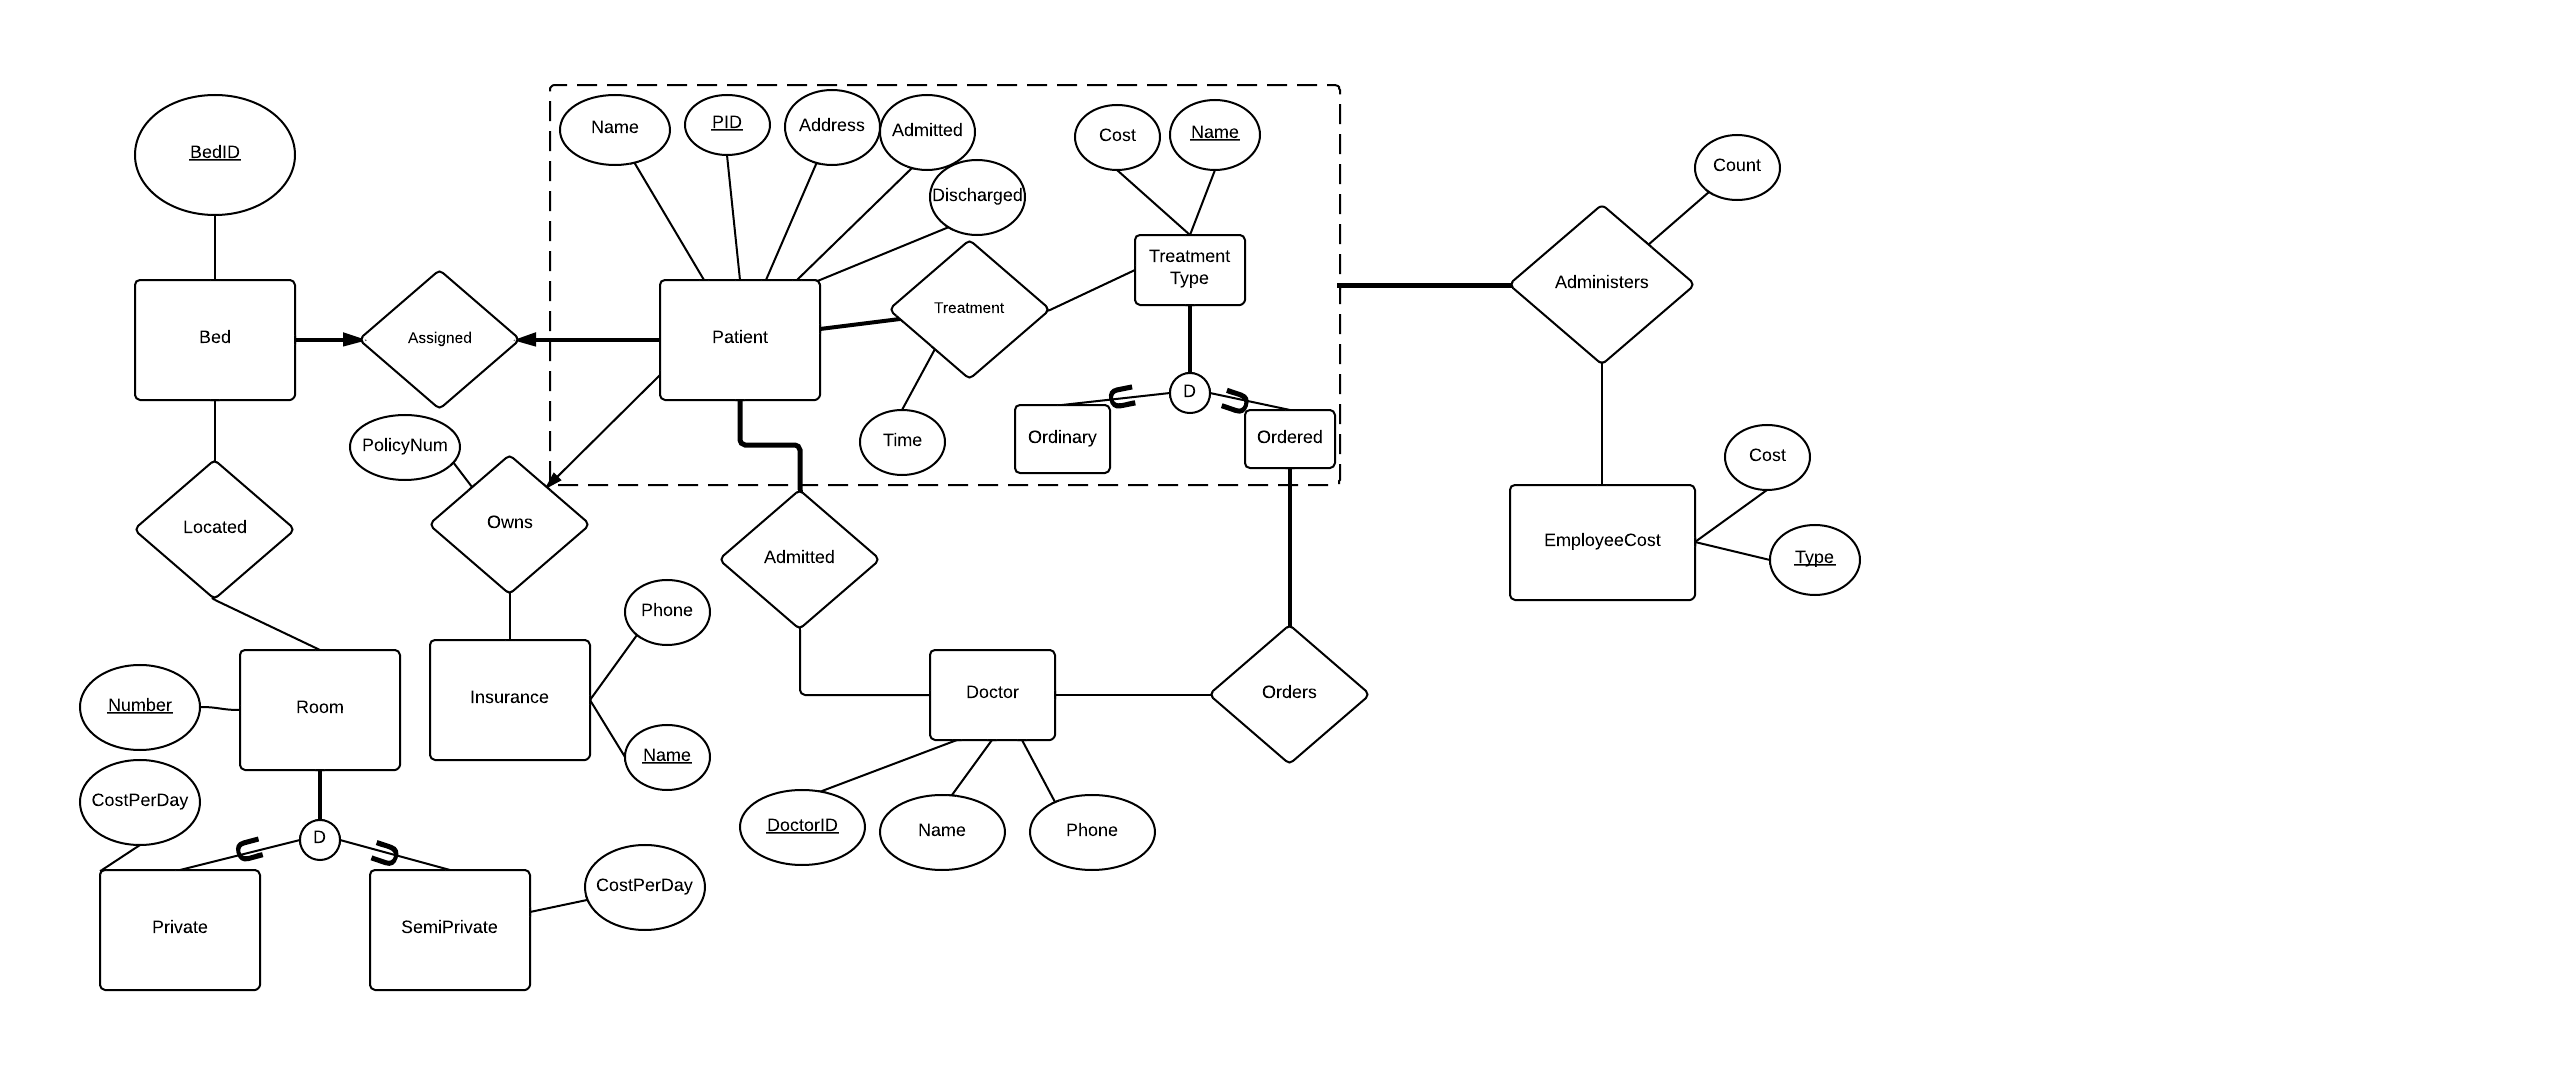 BedID
Name
PID
Address
Admitted
Discharged
Cost
Name
Count
Treatment
Type
Administers
Bed
Assigned
Patient
Treatment
D
Time
Ordinary
Ordered
PolicyNum
Cost
Located
Owns
Admitted
EmployeeCost
Type
Phone
Number
Room
Insurance
Doctor
Orders
Name
CostPerDay
D
DoctorID
Name
Phone
CostPerDay
Private
SemiPrivate